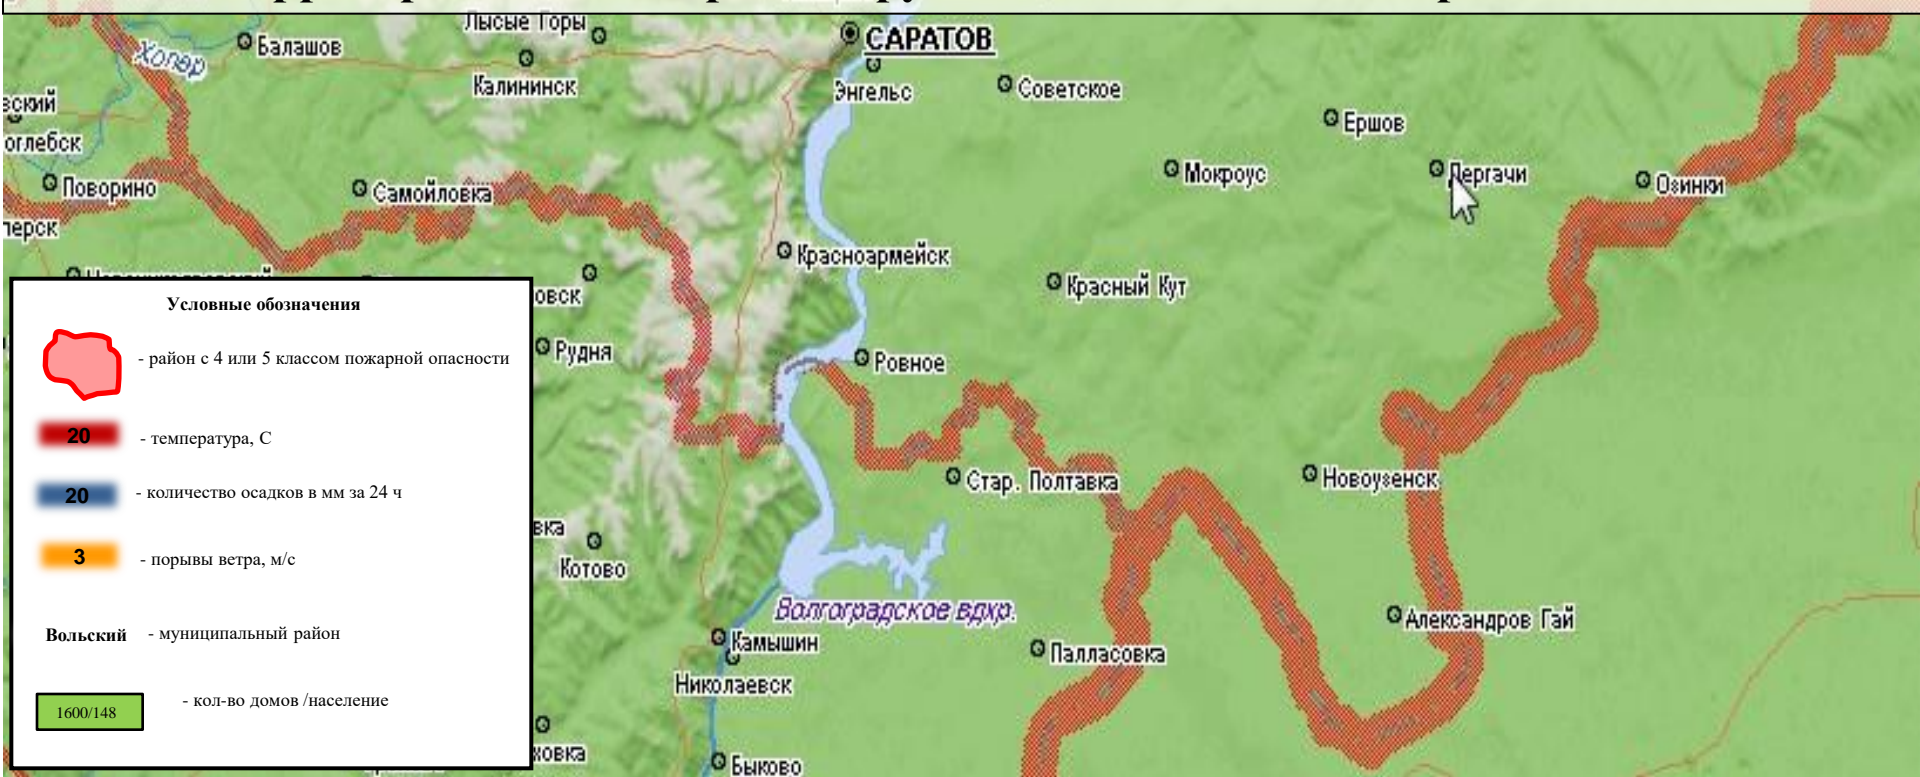 Лысые Горы
Балашов
САРАТОВ
Хопер
Калининск
Энгельс
Советское
Ершов
Поворино
Самойловка
Мокроус
Дергачи
Озинки
Красноармейск
Красный Кут
Рудня
Ровное
Стар. Полтавка
Новоузенск
Котово
Волгоградское вдхр.
Александров Гай
Камышин
Палласовка
Николаевск
Быково
Условные обозначения
- район с 4 или 5 классом пожарной опасности
20 - температура, С
20 - количество осадков в мм за 24 ч
3 - порывы ветра, м/с
Вольский - муниципальный район
1600/148 - кол-во домов /население